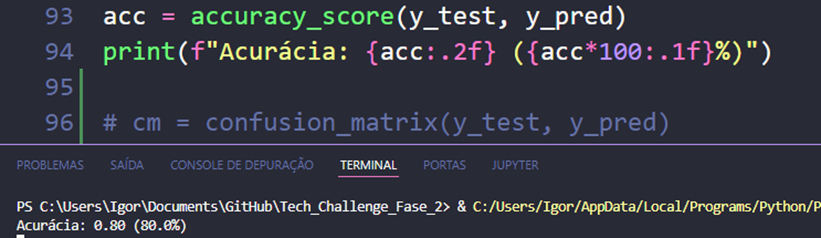 93 acc = accuracy_score(y_test, y_pred)
94 print(f"Acurácia: {acc:.2f} ({acc*100:.1f}%)")
95
96 # cm = confusion_matrix(y_test, y_pred)
PROBLEMAS SAÍDA CONSOLE DE DEPURAÇÃO TERMINAL PORTAS JUPYTER
PS C:\Users\Igor\Documents\GitHub\Tech_Challenge_Fase_2> & C:/Users/Igor/AppData/Local/Programs/Python/P
Acurácia: 0.80 (80.0%)